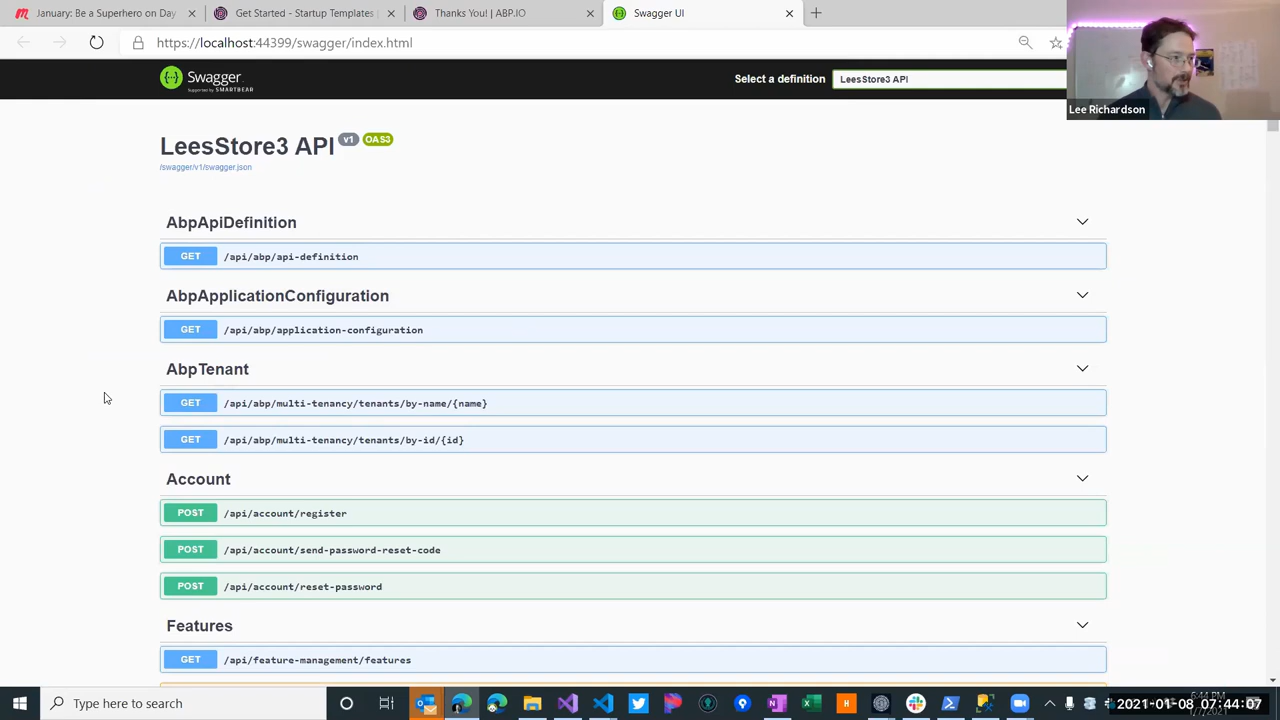 January: Be a Superhero on Day
Get Started - Startup Templates
Thanks You! | ABP.IO
Swagger UI
https://localhost:44399/swagger/index.html
Lee Richardson
Swagger.
Supported by SMARTBEAR
Select a definition
LeesStore3 API
LeesStore3 API v1 OAS3
/swagger/v1/swagger.json
AbpApiDefinition
GET /api/abp/api-definition
AbpApplicationConfiguration
GET /api/abp/application-configuration
AbpTenant
GET /api/abp/multi-tenancy/tenants/by-name/{name}
GET /api/abp/multi-tenancy/tenants/by-id/{id}
Account
POST /api/account/register
POST /api/account/send-password-reset-code
POST /api/account/reset-password
Features
GET /api/feature-management/features
Type here to search
6:44 PM
2021-01-08 07:44:07